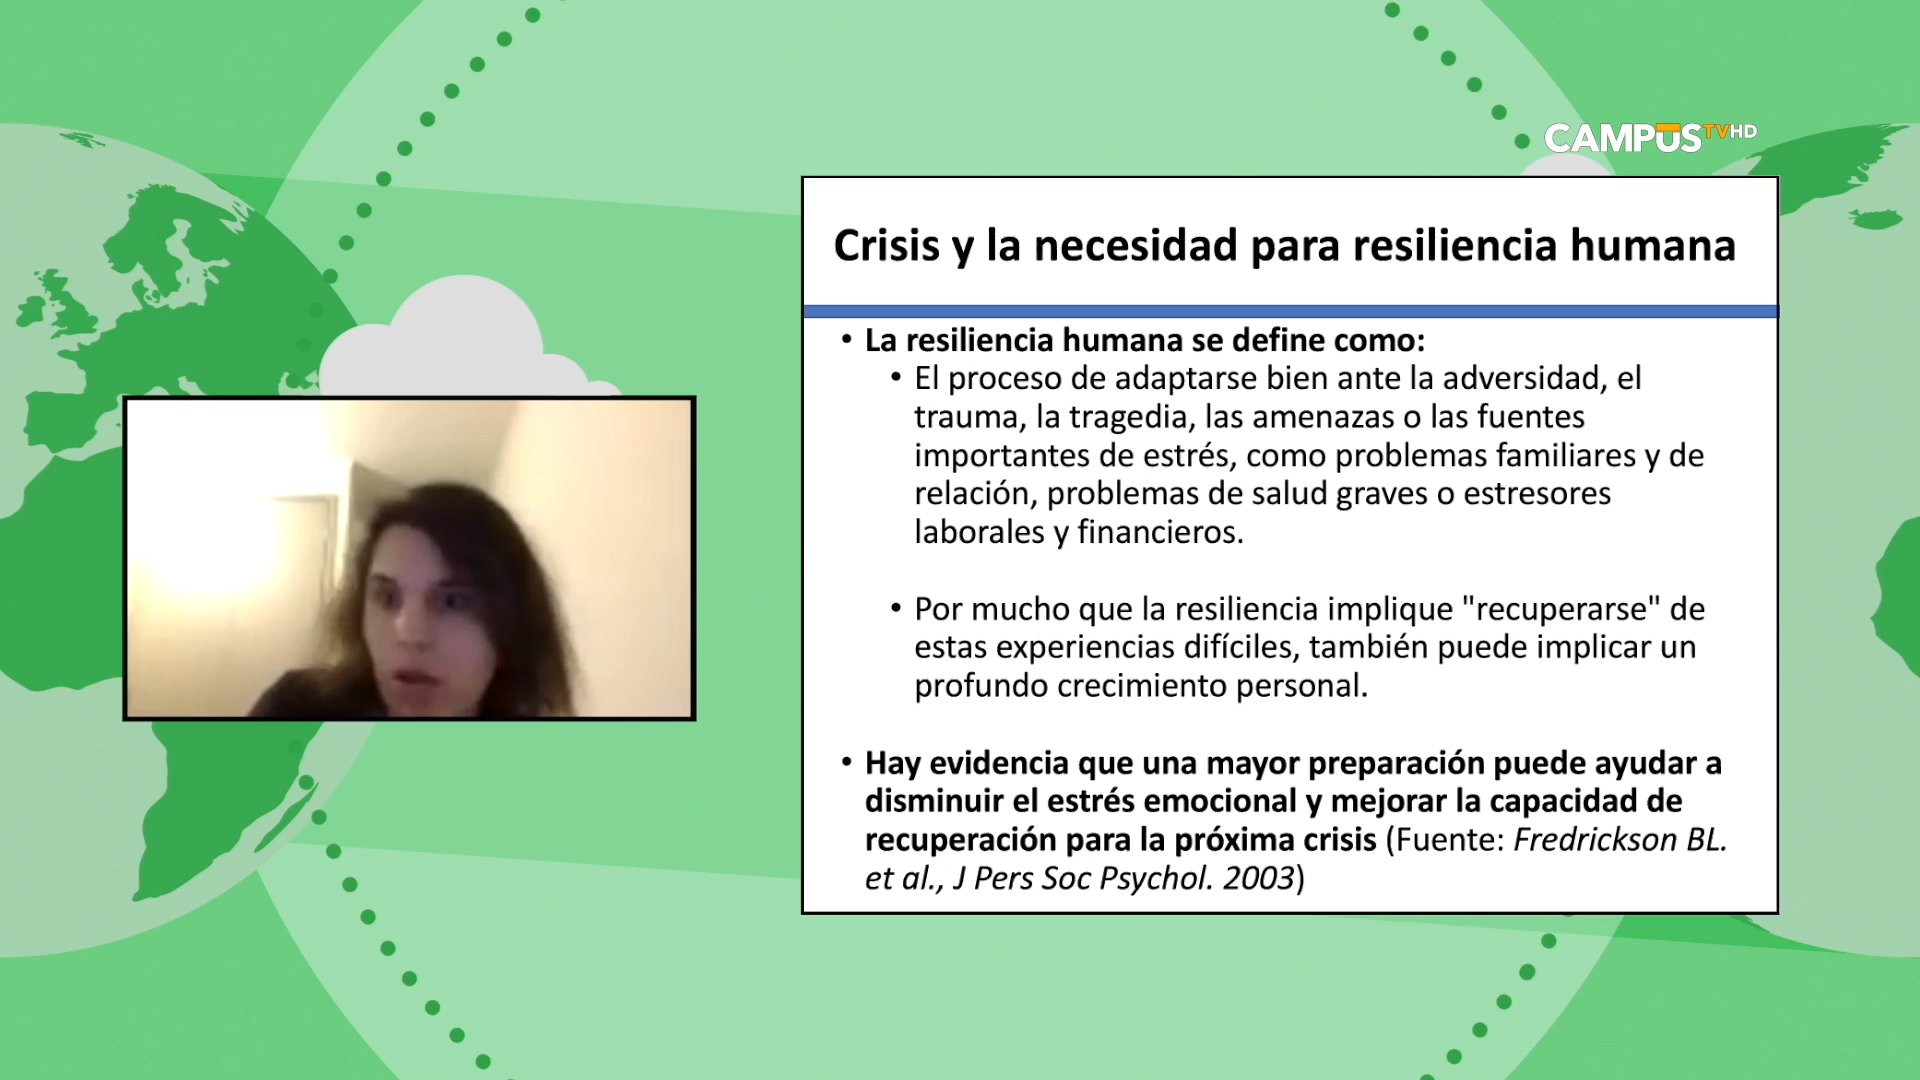 CAMPUSTVHD
Crisis y la necesidad para resiliencia humana
• La resiliencia humana se define como:
• El proceso de adaptarse bien ante la adversidad, el
trauma, la tragedia, las amenazas o las fuentes
importantes de estrés, como problemas familiares y de
relación, problemas de salud graves o estresores
laborales y financieros.
• Por mucho que la resiliencia implique "recuperarse" de
estas experiencias difíciles, también puede implicar un
profundo crecimiento personal.
• Hay evidencia que una mayor preparación puede ayudar a
disminuir el estrés emocional y mejorar la capacidad de
recuperación para la próxima crisis (Fuente: Fredrickson BL.
et al., J Pers Soc Psychol. 2003)